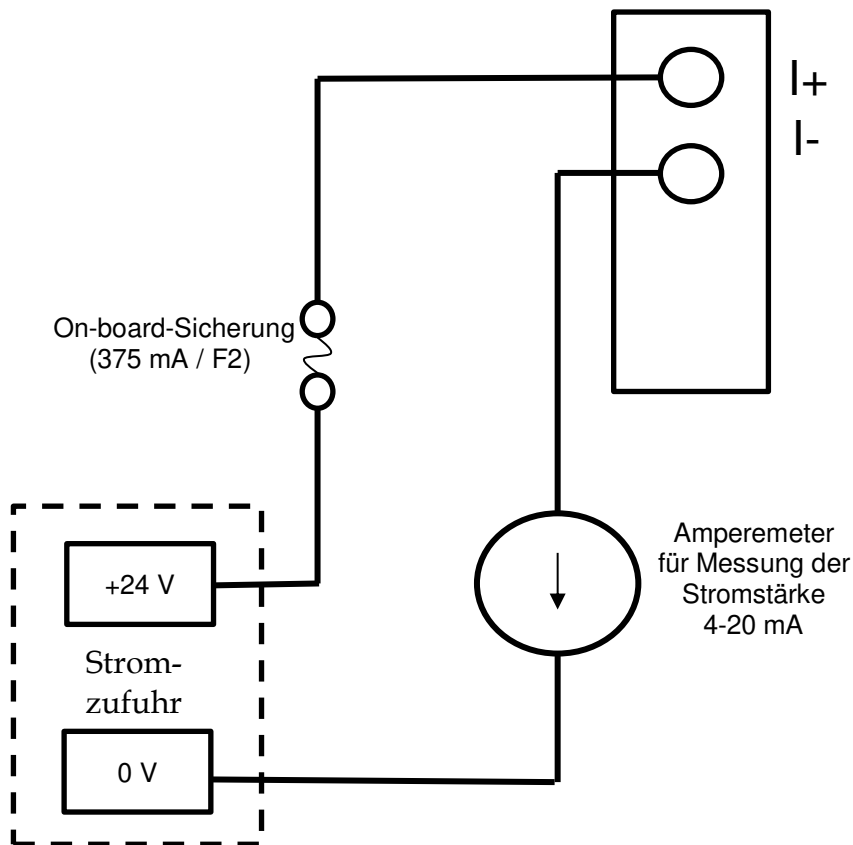 I+
I-
On-board-Sicherung
(375 mA / F2)
+24 V
Strom-
zufuhr
0 V
Amperemeter
für Messung der
Stromstärke
4-20 mA